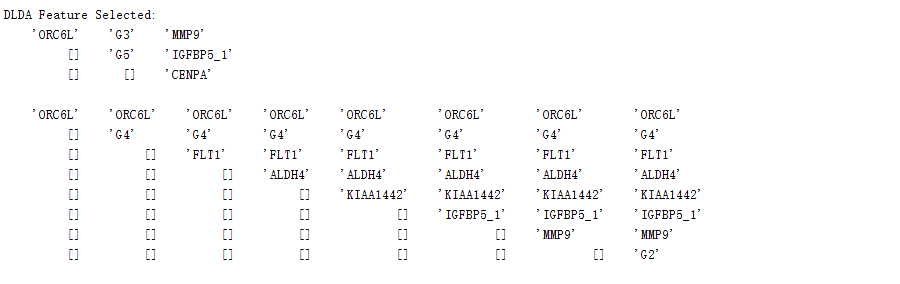 DLDA Feature Selected:
'ORC6L' 'G3' 'MMP9'
[] 'G5' 'IGFBP5_1'
[] [] 'CENPA'
'ORC6L' 'ORC6L' 'ORC6L' 'ORC6L' 'ORC6L' 'ORC6L' 'ORC6L' 'ORC6L'
[] 'G4' 'G4' 'G4' 'G4' 'G4' 'G4' 'G4'
[] [] 'FLT1' 'FLT1' 'FLT1' 'FLT1' 'FLT1' 'FLT1'
[] [] [] 'ALDH4' 'ALDH4' 'ALDH4' 'ALDH4' 'ALDH4'
[] [] [] [] 'KIAA1442' 'KIAA1442' 'KIAA1442' 'KIAA1442'
[] [] [] [] [] 'IGFBP5_1' 'IGFBP5_1' 'IGFBP5_1'
[] [] [] [] [] [] 'MMP9' 'MMP9'
[] [] [] [] [] [] [] 'G2'